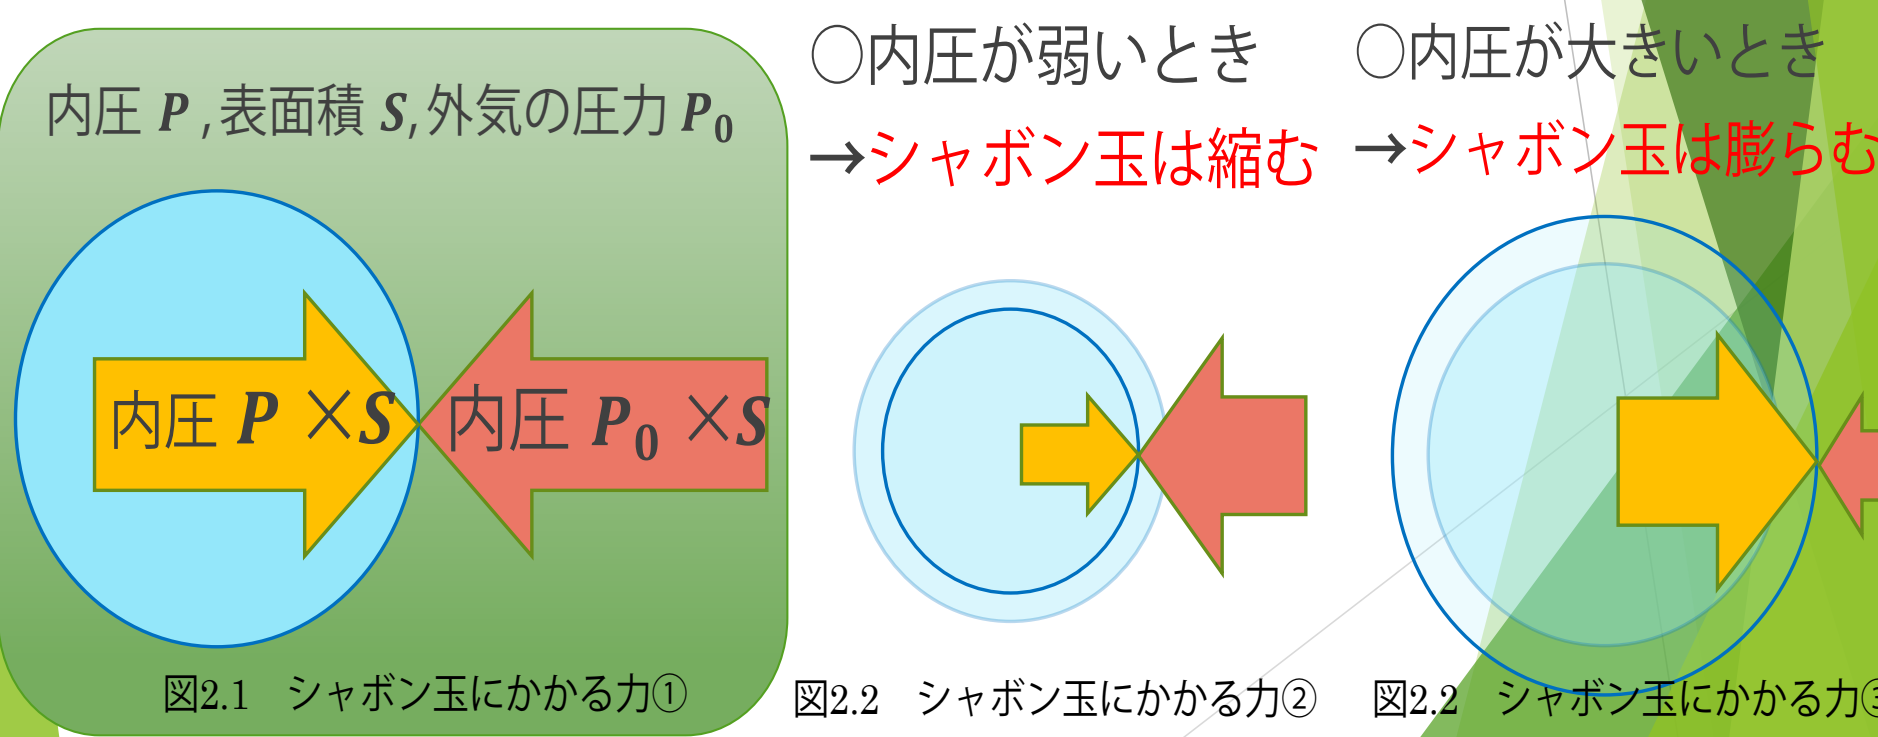 内圧 P ,表面積 S,外気の圧力 P₀
内圧 P ×S
内圧 P₀ ×S
図2.1　シャボン玉にかかる力①
○内圧が弱いとき
→シャボン玉は縮む
図2.2　シャボン玉にかかる力②
○内圧が大きいとき
→シャボン玉は膨らむ
図2.2　シャボン玉にかかる力③